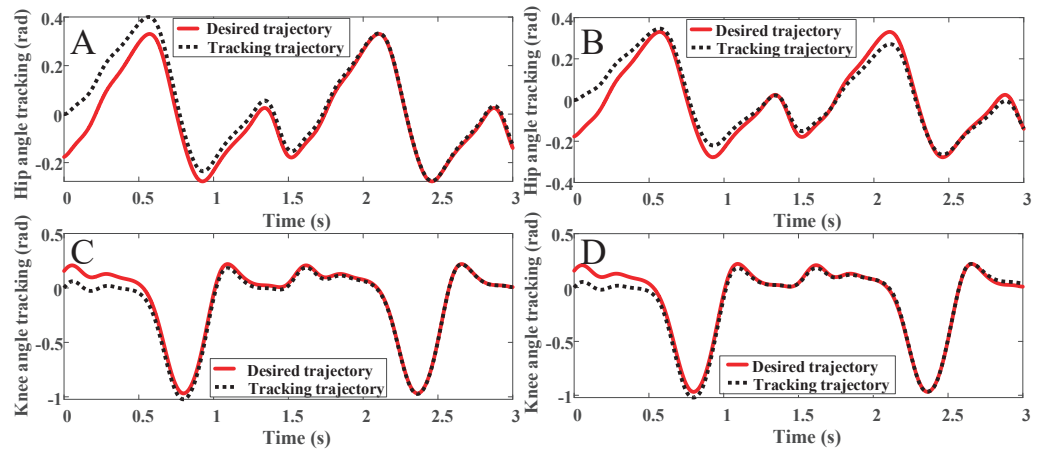 A
Hip angle tracking (rad)
0.4
0.2
0
-0.2
Desired trajectory
Tracking trajectory
0
0.5
1
1.5
2
2.5
3
Time (s)
B
Hip angle tracking (rad)
0.4
0.2
0
-0.2
-0.4
Desired trajectory
Tracking trajectory
0
0.5
1
1.5
2
2.5
3
Time (s)
C
Knee angle tracking (rad)
0.5
0
-0.5
-1
Desired trajectory
Tracking trajectory
0
0.5
1
1.5
2
2.5
3
Time (s)
D
Knee angle tracking (rad)
0.5
0
-0.5
-1
Desired trajectory
Tracking trajectory
0
0.5
1
1.5
2
2.5
3
Time (s)